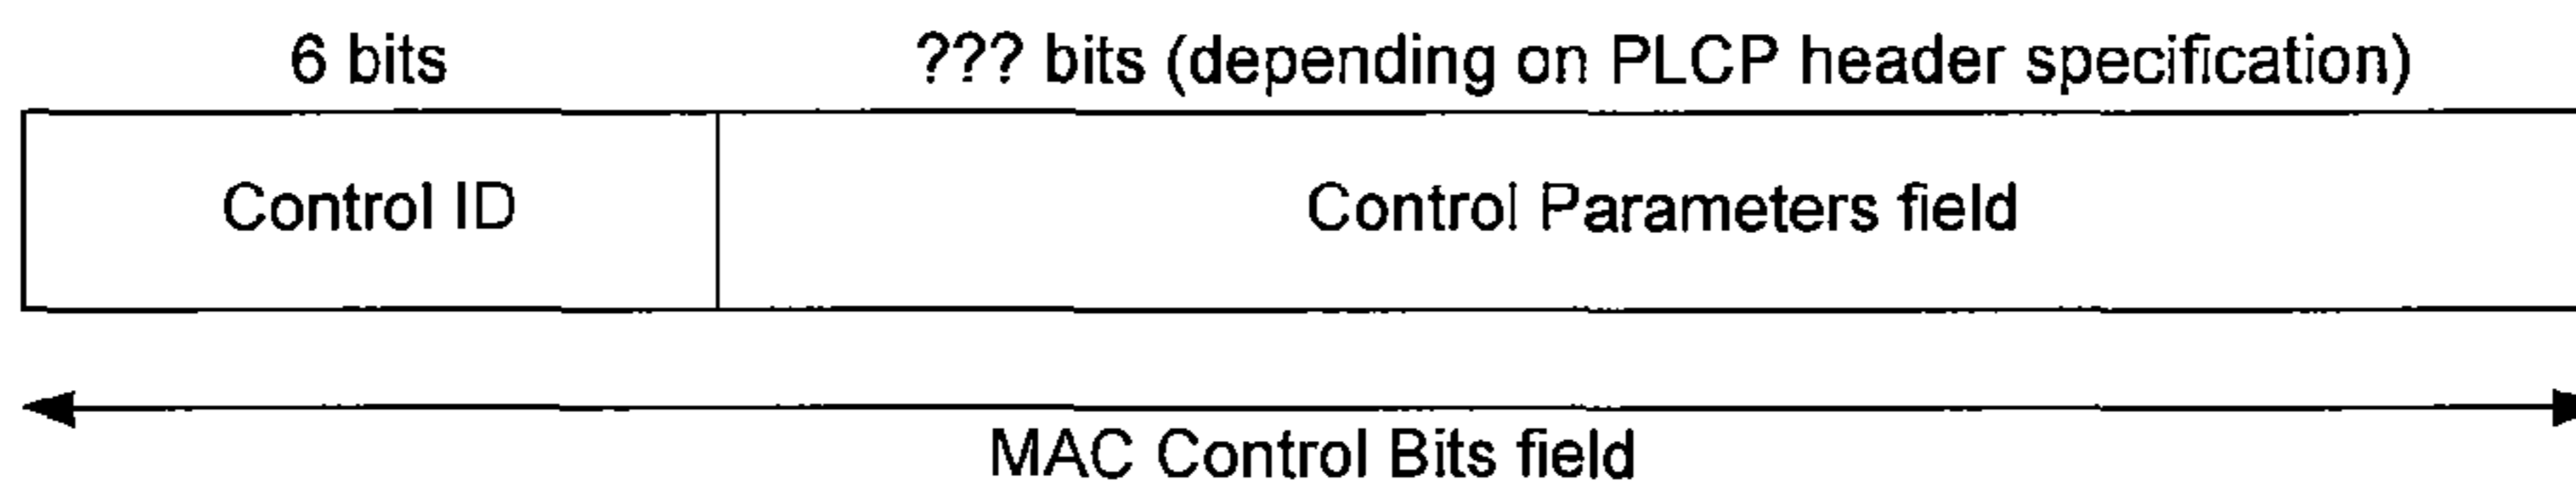 6 bits ??? bits (depending on PLCP header specification)
Control ID Control Parameters field
MAC Control Bits field